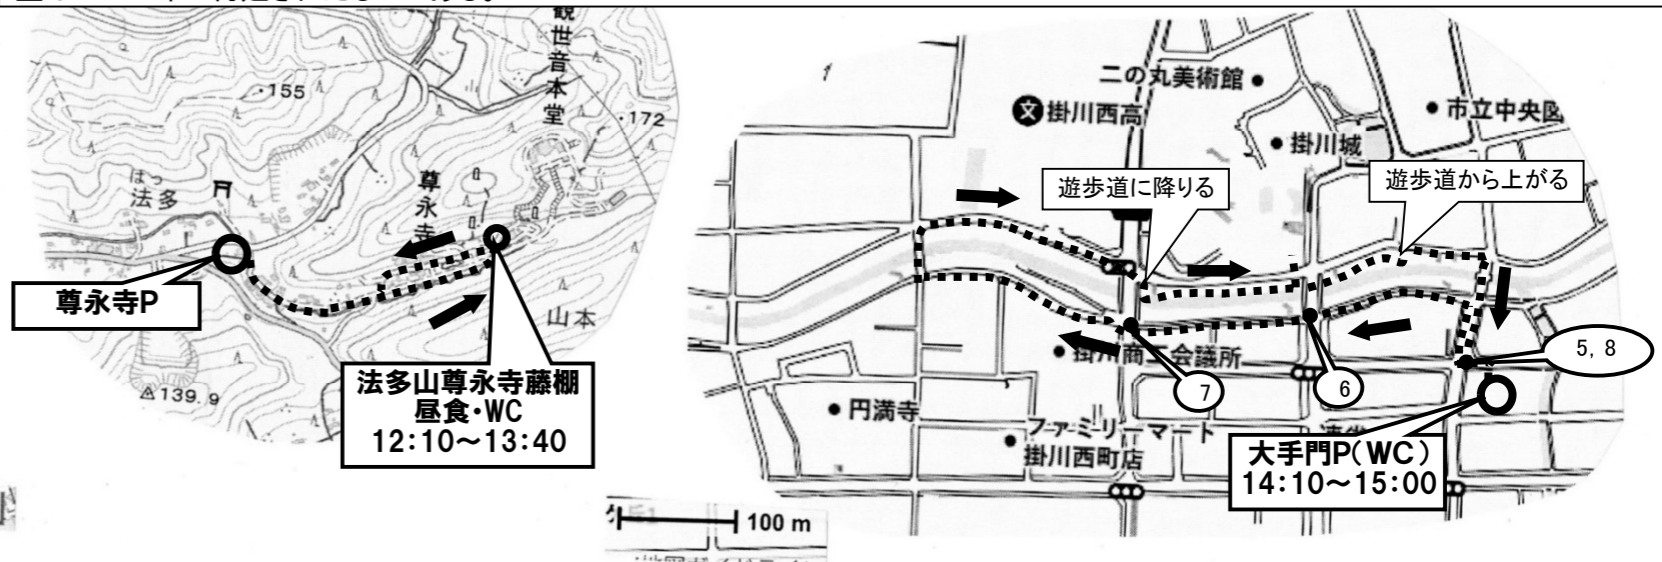 観世音本堂
・155
・172
はっ
法多
尊永寺
尊永寺P
山本
139.9
法多山尊永寺藤棚
昼食・WC
12:10～13:40
二の丸美術館
文 掛川西高
市立中央図
掛川城
遊歩道に降りる
遊歩道から上がる
5, 8
掛川商工会議所
7
6
円満寺
ファミリーマート
掛川西町店
大手門P(WC)
14:10～15:00
100 m